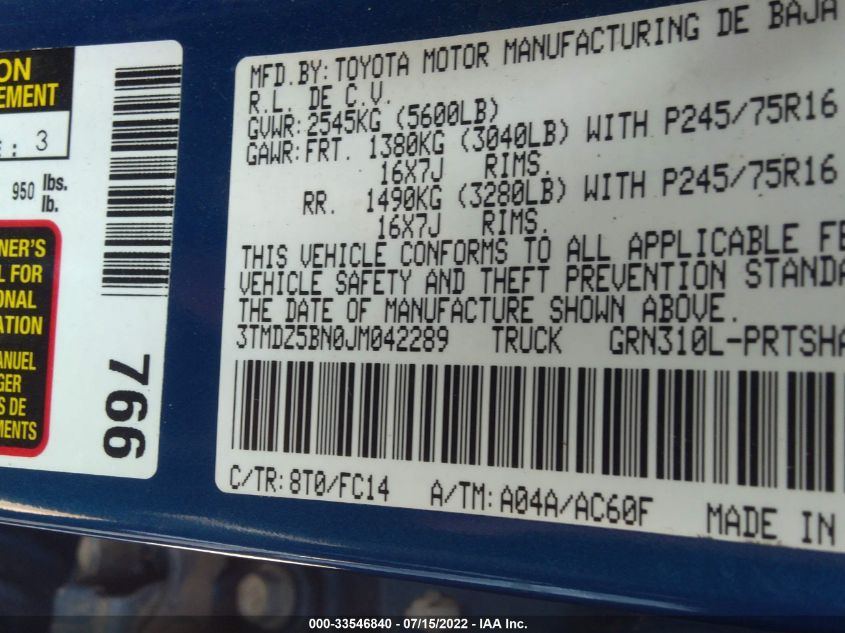 ON
EMENT
: 3
950 lbs.
lb.
NER'S
L FOR
ONAL
ATION
MANUEL
GER
S DE
MENTS
766
MFD.BY: TOYOTA MOTOR MANUFACTURING DE BAJA
R.L. DE C.V.
GVWR: 2545KG (5600LB)
GAWR: FRT. 1380KG (3040LB) WITH P245/75R16
16X7J RIMS.
RR. 1490KG (3280LB) WITH P245/75R16
16X7J RIMS.
THIS VEHICLE CONFORMS TO ALL APPLICABLE FE
VEHICLE SAFETY AND THEFT PREVENTION STANDA
THE DATE OF MANUFACTURE SHOWN ABOVE.
3TMDZ5BN0JM042289 TRUCK GRN310L-PRTSHA
C/TR: 8T0/FC14 A/TM: A04A/AC60F MADE IN
000-33546840 - 07/15/2022 - IAA Inc.